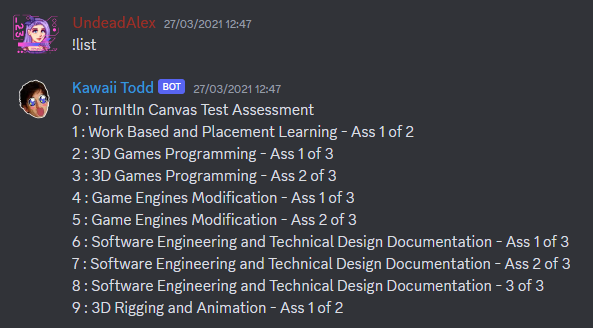 UndeadAlex 27/03/2021 12:47
!list
Kawaii Todd BOT 27/03/2021 12:47
0 : TurnItIn Canvas Test Assessment
1 : Work Based and Placement Learning - Ass 1 of 2
2 : 3D Games Programming - Ass 1 of 3
3 : 3D Games Programming - Ass 2 of 3
4 : Game Engines Modification - Ass 1 of 3
5 : Game Engines Modification - Ass 2 of 3
6 : Software Engineering and Technical Design Documentation - Ass 1 of 3
7 : Software Engineering and Technical Design Documentation - Ass 2 of 3
8 : Software Engineering and Technical Design Documentation - 3 of 3
9 : 3D Rigging and Animation - Ass 1 of 2